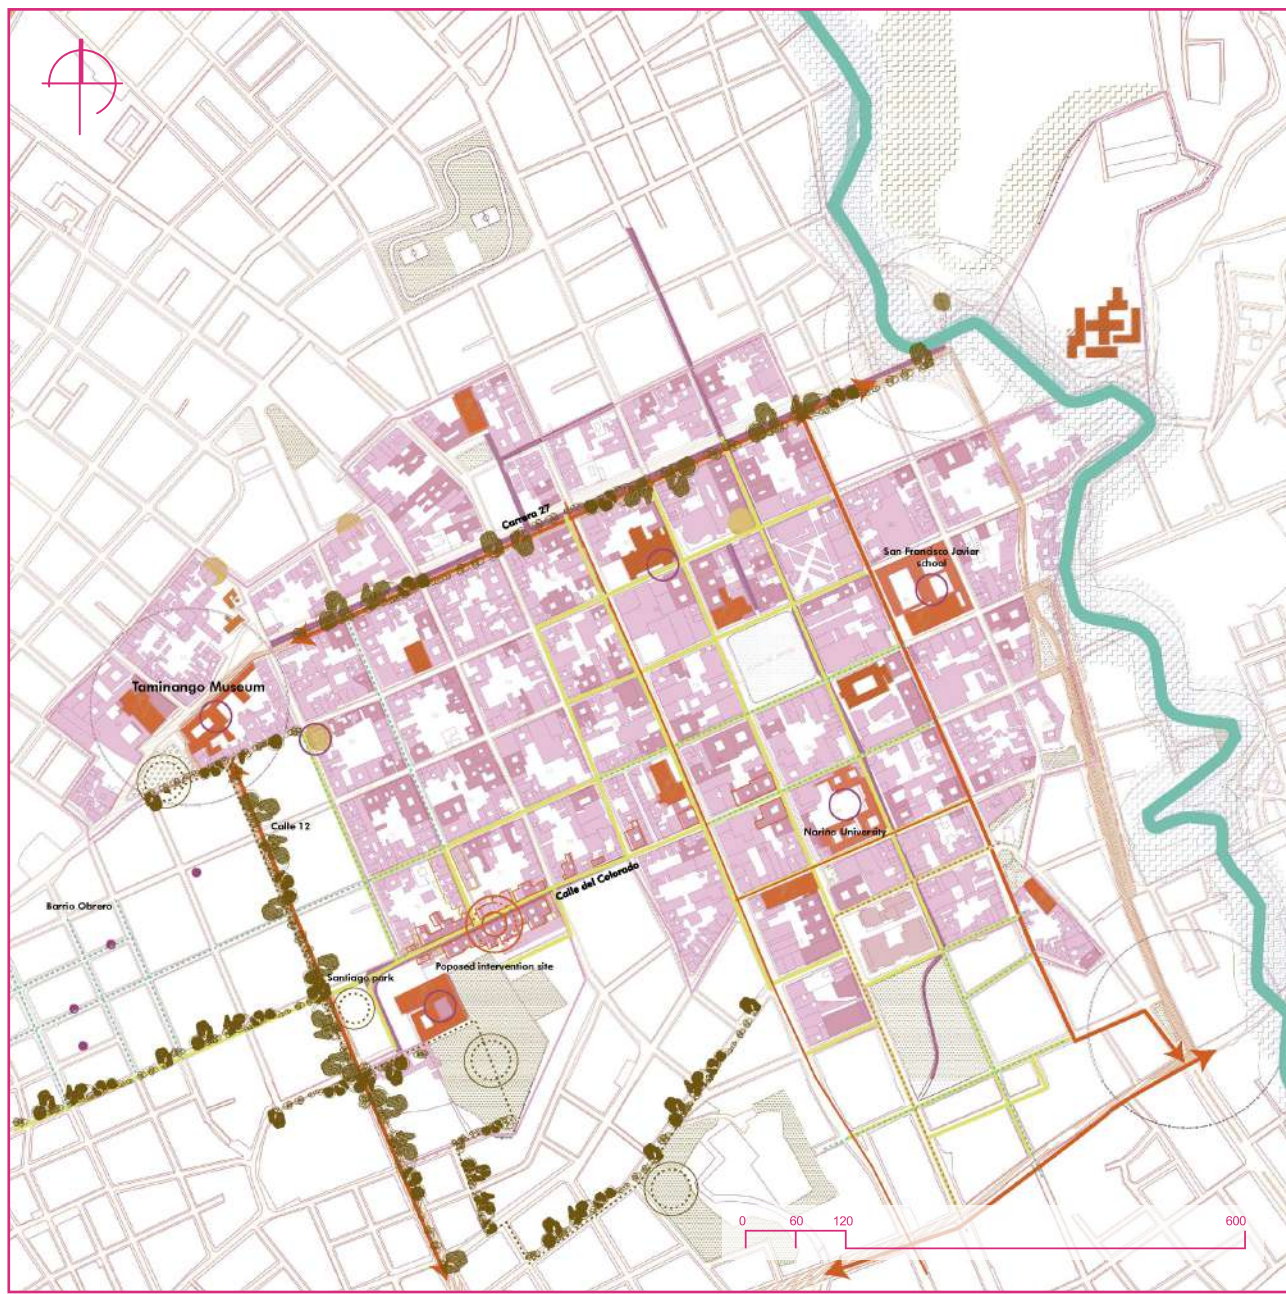 Carrera 27
San Francisco Javier
school
Taminango Museum
Calle 12
Narino University
Calle del Colorado
Barrio Obrero
Poposed intervention site
Santiago park
0 60 120 600